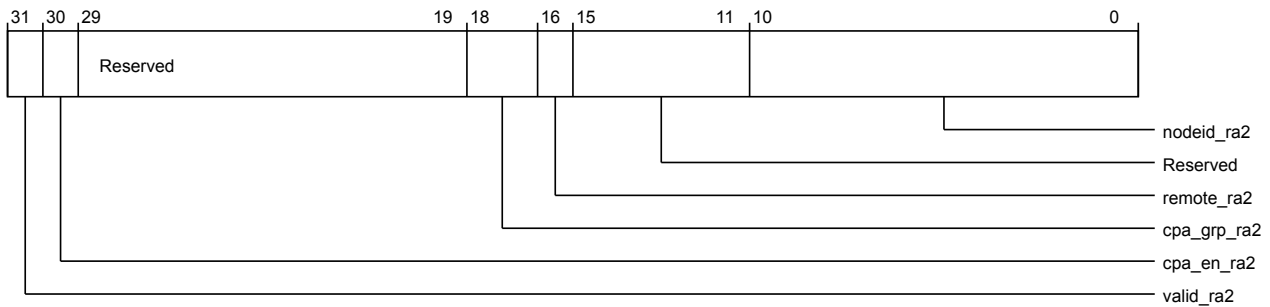 31 30 29 19 18 16 15 11 10 0
Reserved
nodeid_ra2
Reserved
remote_ra2
cpa_grp_ra2
cpa_en_ra2
valid_ra2